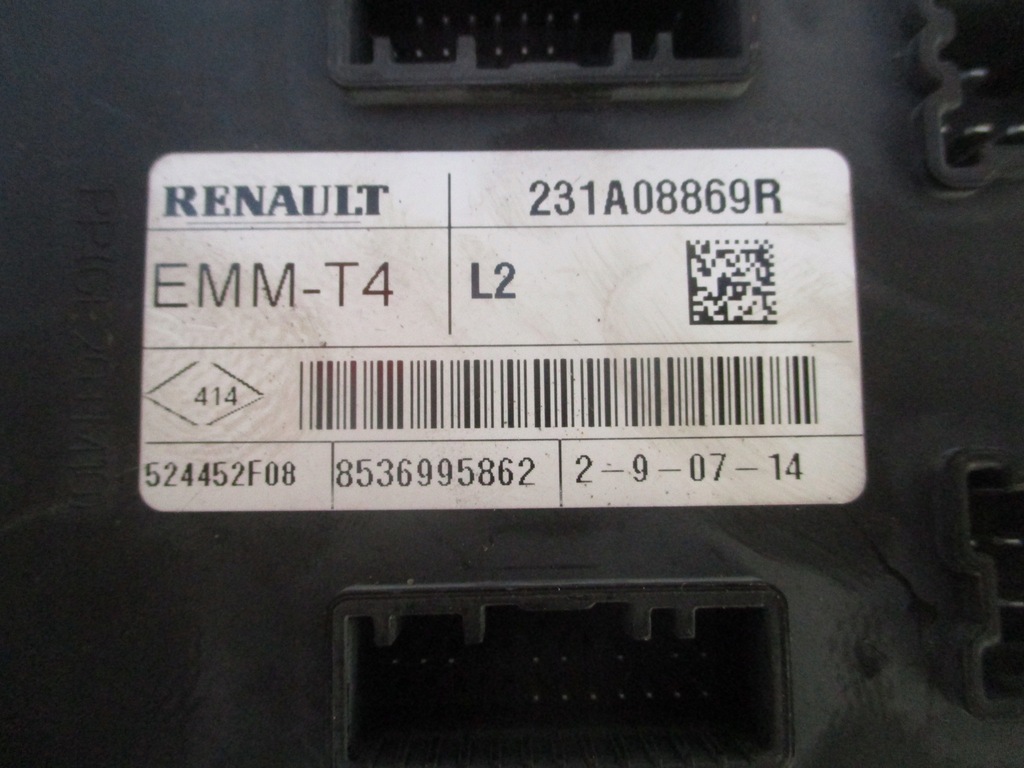 RENAULT 231A08869R
EMM-T4 L2
414
524452F08 8536995862 2-9-07-14